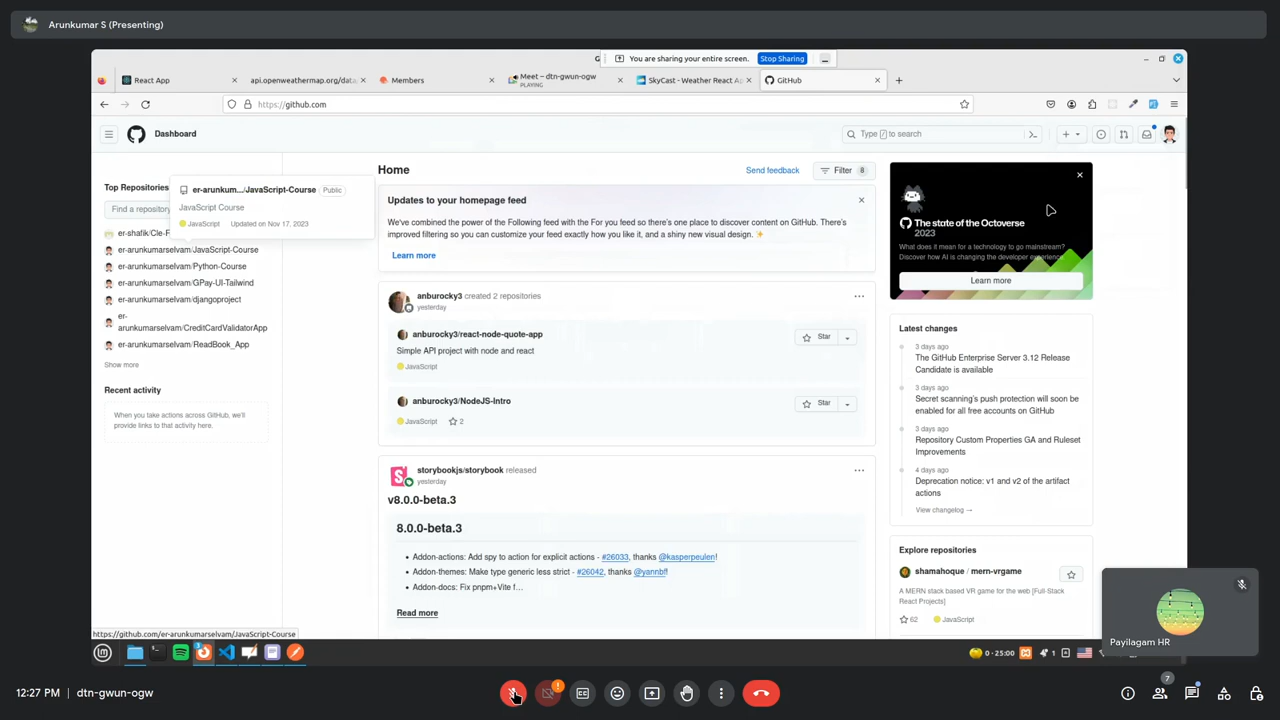 Arunkumar S (Presenting)
You are sharing your entire screen.
Stop Sharing
React App
api.openweathermap.org/data
Members
Meet – dtn-gwun-ogw
PLAYING
SkyCast - Weather React Ap
GitHub
https://github.com
Dashboard
Type / to search
Top Repositories
Find a repository
er-arunkum.../JavaScript-Course Public
JavaScript Course
JavaScript Updated on Nov 17, 2023
er-shafik/Cle-F
er-arunkumarselvam/JavaScript-Course
er-arunkumarselvam/Python-Course
er-arunkumarselvam/GPay-UI-Tailwind
er-arunkumarselvam/djangoproject
er-
arunkumarselvam/CreditCardValidatorApp
er-arunkumarselvam/ReadBook_App
Show more
Recent activity
When you take actions across GitHub, we'll
provide links to that activity here.
Home
Send feedback
Filter 8
Updates to your homepage feed
We've combined the power of the Following feed with the For you feed so there's one place to discover content on GitHub. There's
improved filtering so you can customize your feed exactly how you like it, and a shiny new visual design.
Learn more
anburocky3 created 2 repositories
yesterday
anburocky3/react-node-quote-app
Star
Simple API project with node and react
JavaScript
anburocky3/NodeJS-Intro
Star
JavaScript 2
storybookjs/storybook released
yesterday
v8.0.0-beta.3
8.0.0-beta.3
• Addon-actions: Add spy to action for explicit actions - #26033, thanks @kasperpeulen!
• Addon-themes: Make type generic less strict - #26042, thanks @yannbf!
• Addon-docs: Fix pnpm+Vite f...
Read more
The state of the Octoverse
2023
What does it mean for a technology to go mainstream?
Discover how AI is changing the developer experience
Learn more
Latest changes
3 days ago
The GitHub Enterprise Server 3.12 Release
Candidate is available
3 days ago
Secret scanning's push protection will soon be
enabled for all free accounts on GitHub
3 days ago
Repository Custom Properties GA and Ruleset
Improvements
4 days ago
Deprecation notice: v1 and v2 of the artifact
actions
View changelog →
Explore repositories
shamahoque / mern-vrgame
A MERN stack based VR game for the web [Full-Stack
React Projects]
62 JavaScript
https://github.com/er-arunkumarselvam/JavaScript-Course
0 - 25:00
1
Payilagam HR
12:27 PM | dtn-gwun-ogw
7